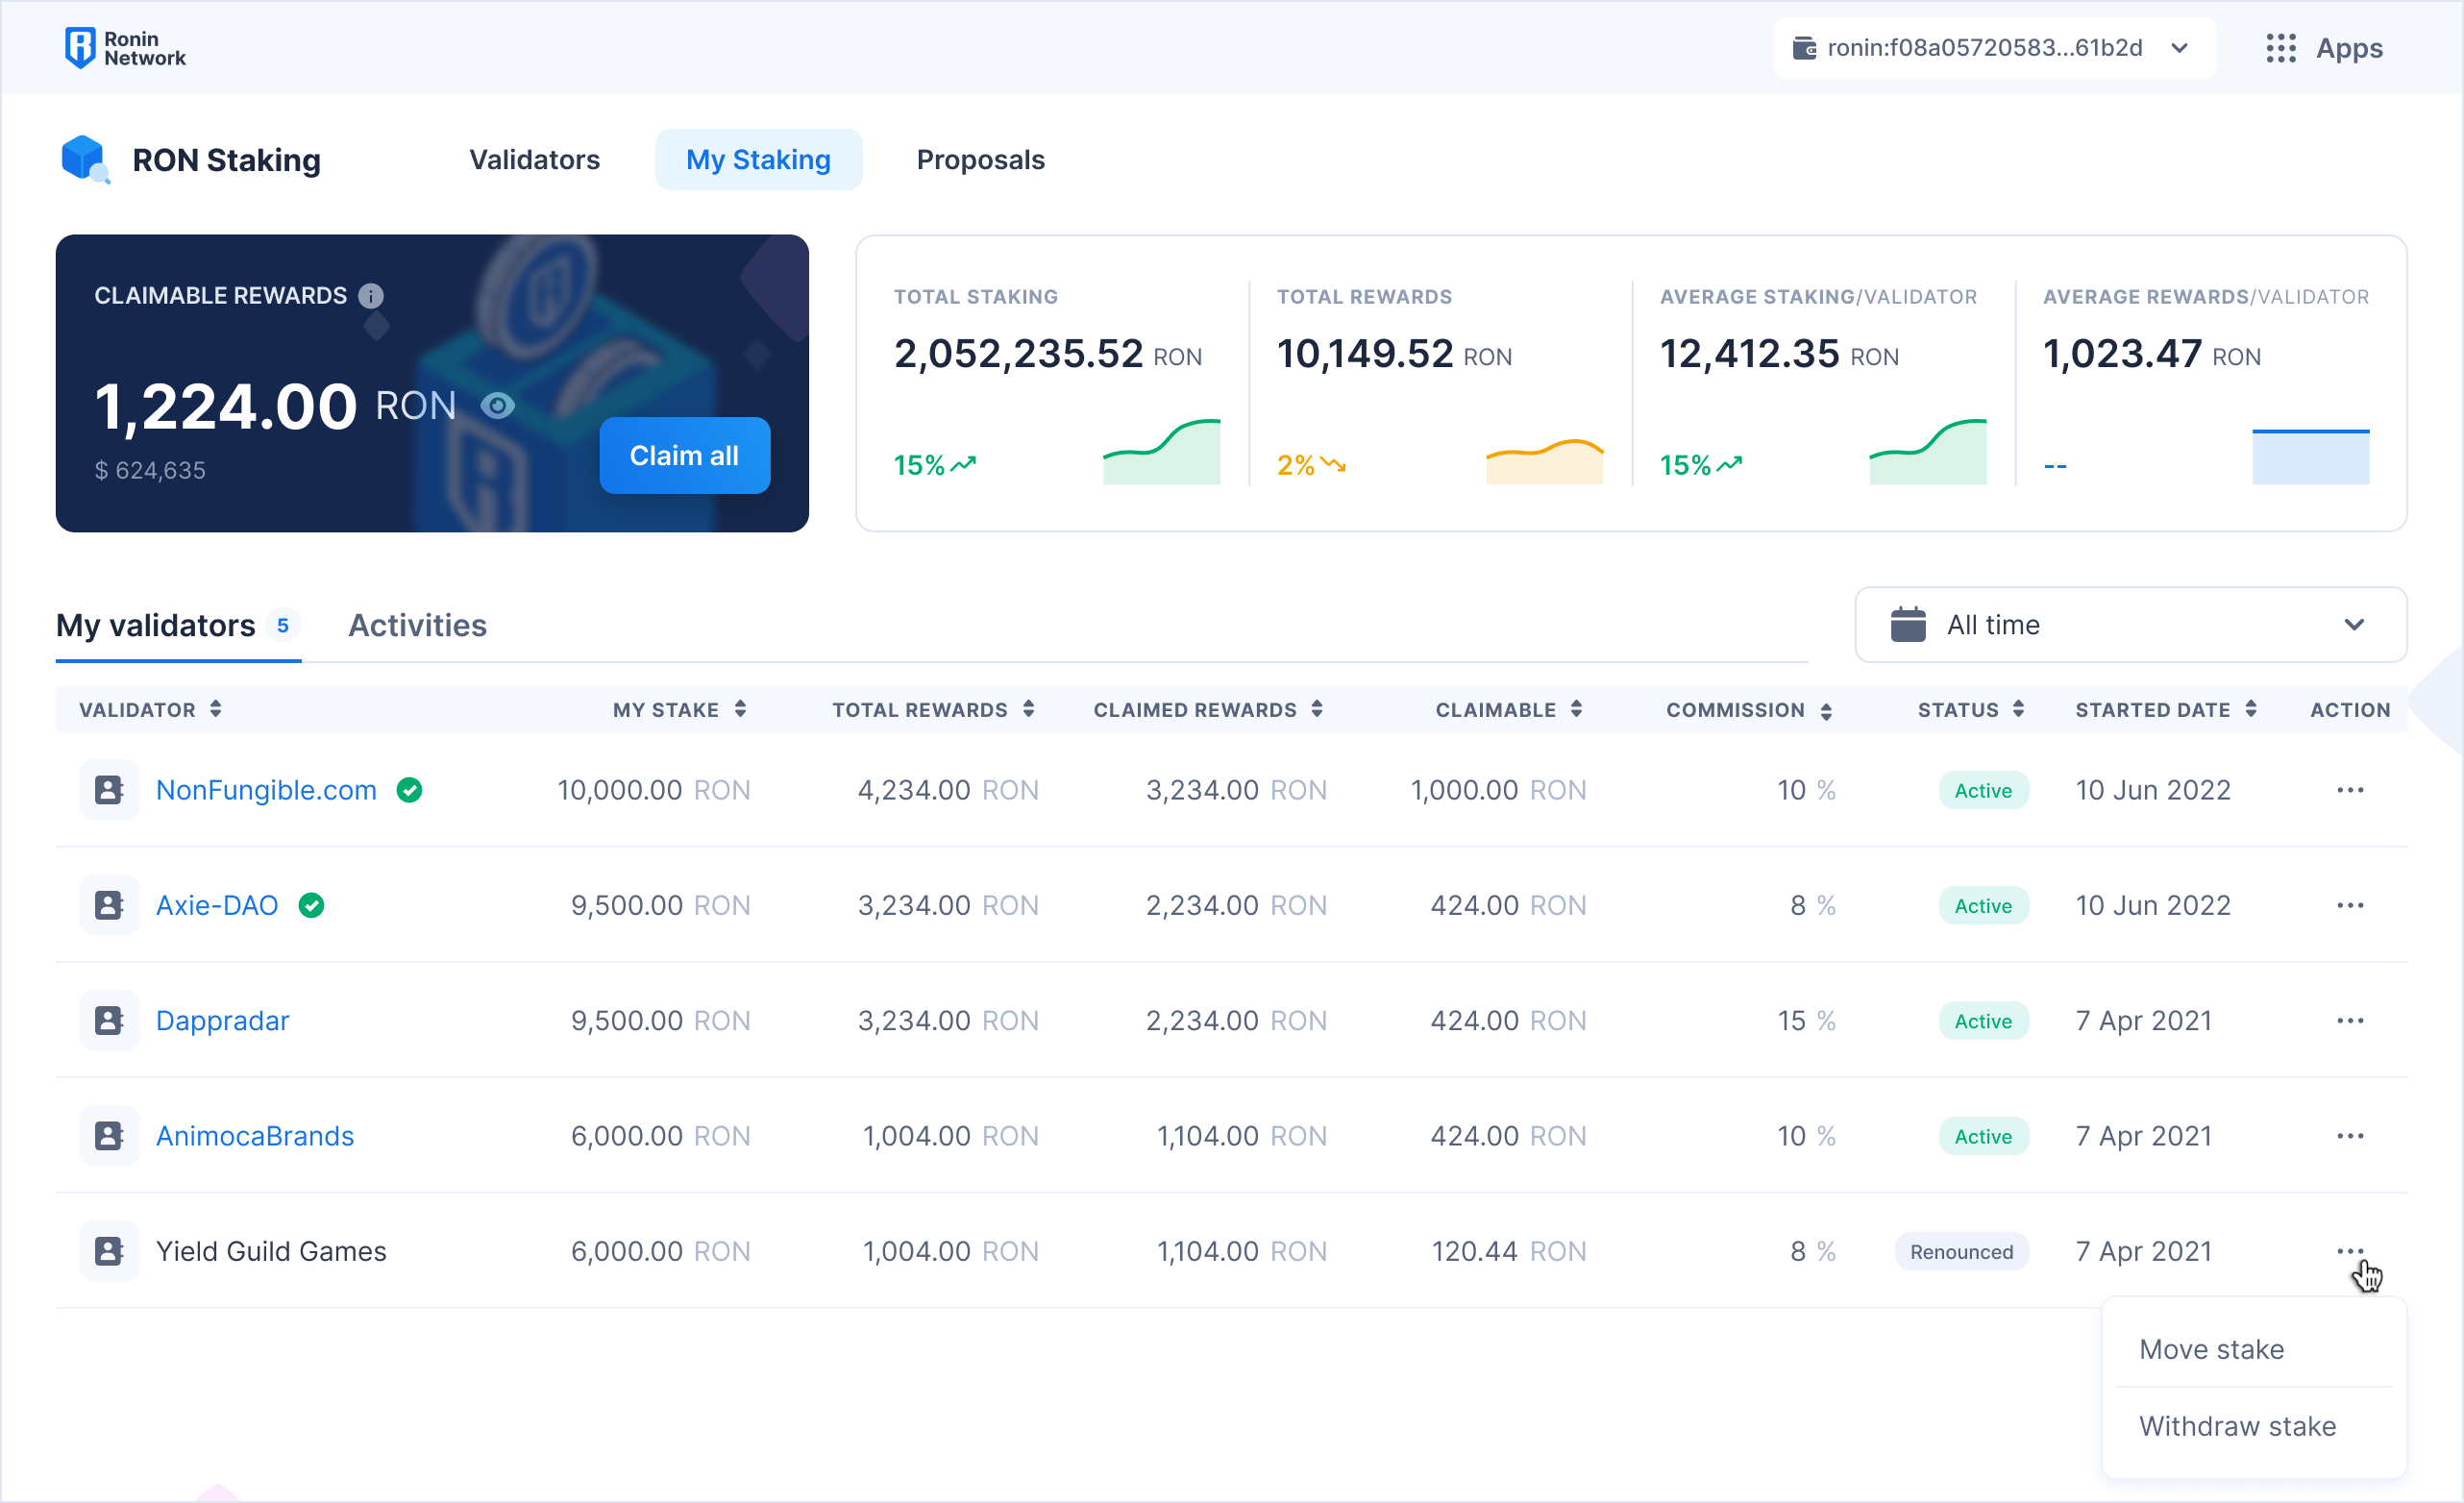 Ronin
Network
ronin:f08a05720583...61b2d
Apps
RON Staking
Validators
My Staking
Proposals
CLAIMABLE REWARDS
1,224.00 RON
$ 624,635
Claim all
TOTAL STAKING
2,052,235.52 RON
15%
TOTAL REWARDS
10,149.52 RON
2%
AVERAGE STAKING/VALIDATOR
12,412.35 RON
15%
AVERAGE REWARDS/VALIDATOR
1,023.47 RON
--
My validators 5
Activities
All time
VALIDATOR MY STAKE TOTAL REWARDS CLAIMED REWARDS CLAIMABLE COMMISSION STATUS STARTED DATE ACTION
NonFungible.com 10,000.00 RON 4,234.00 RON 3,234.00 RON 1,000.00 RON 10 % Active 10 Jun 2022
Axie-DAO 9,500.00 RON 3,234.00 RON 2,234.00 RON 424.00 RON 8 % Active 10 Jun 2022
Dappradar 9,500.00 RON 3,234.00 RON 2,234.00 RON 424.00 RON 15 % Active 7 Apr 2021
AnimocaBrands 6,000.00 RON 1,004.00 RON 1,104.00 RON 424.00 RON 10 % Active 7 Apr 2021
Yield Guild Games 6,000.00 RON 1,004.00 RON 1,104.00 RON 120.44 RON 8 % Renounced 7 Apr 2021
Move stake
Withdraw stake